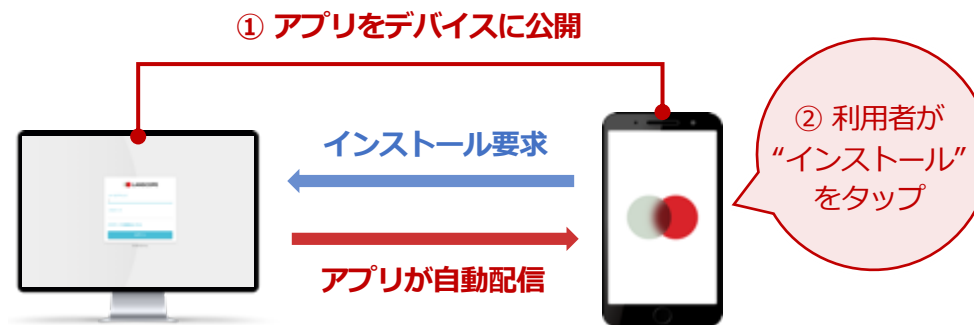 ① アプリをデバイスに公開
インストール要求
② 利用者が
“インストール”
をタップ
アプリが自動配信